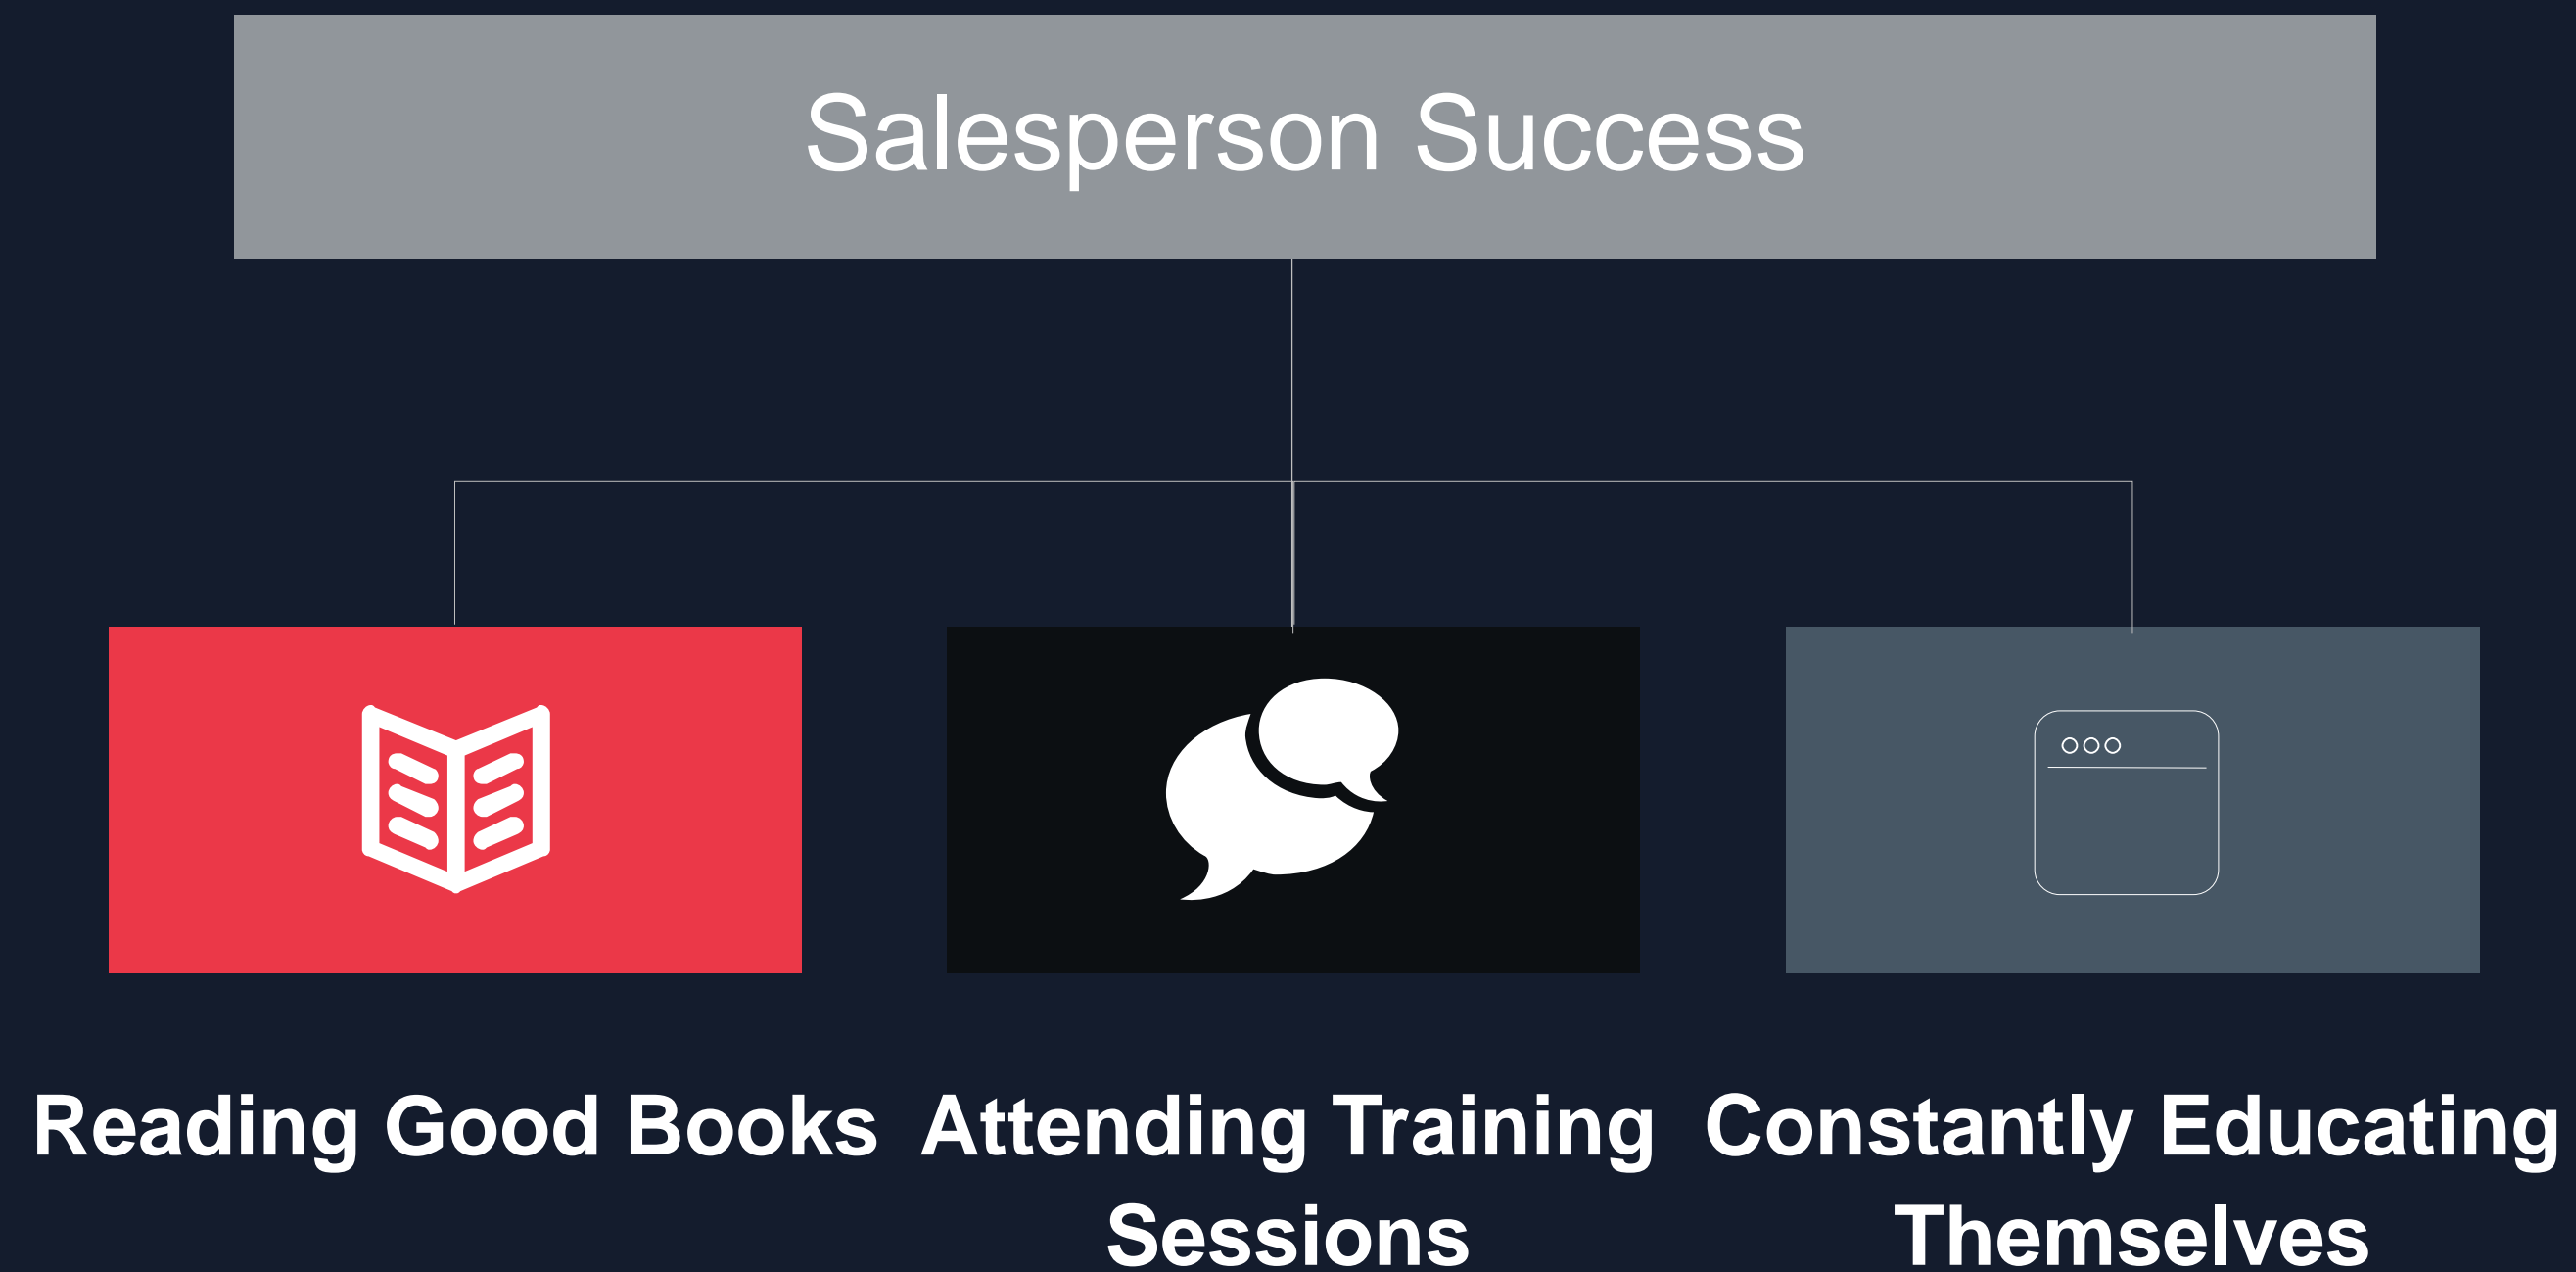 Salesperson Success
Reading Good Books
Attending Training
Sessions
Constantly Educating
Themselves